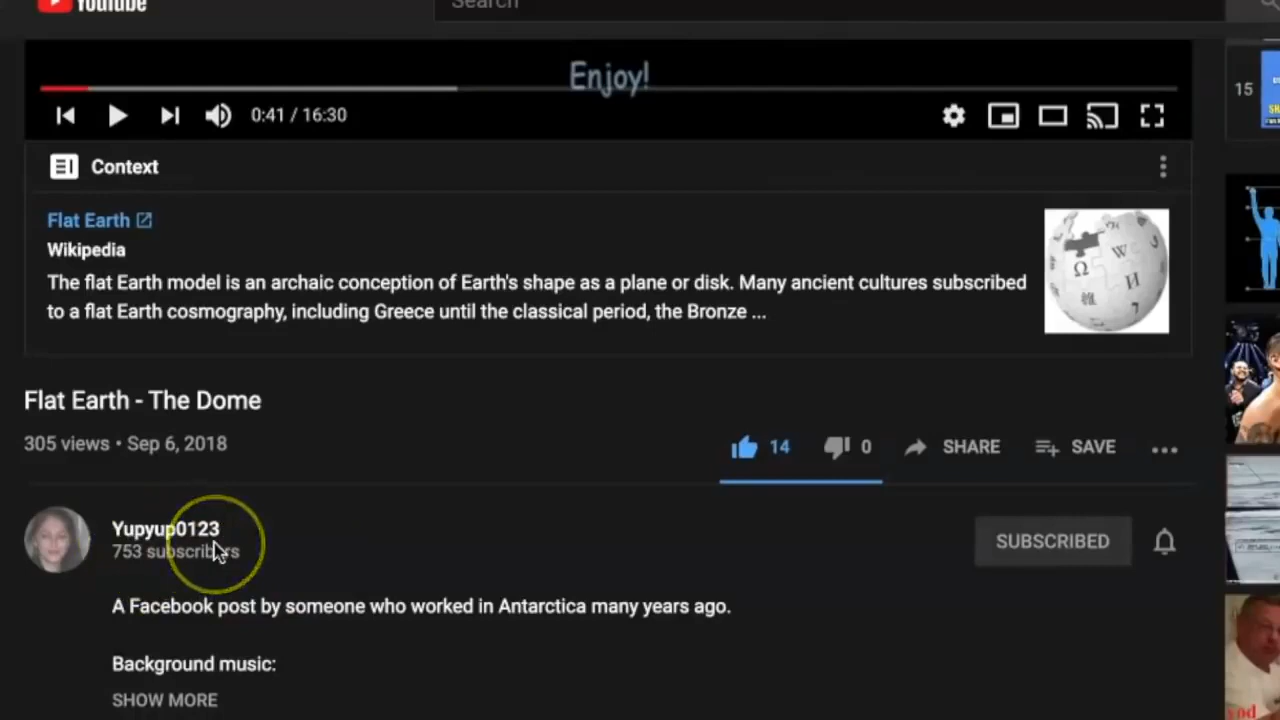 YouTube
Search
Enjoy!
0:41 / 16:30
15
Context
Flat Earth
Wikipedia
The flat Earth model is an archaic conception of Earth's shape as a plane or disk. Many ancient cultures subscribed
to a flat Earth cosmography, including Greece until the classical period, the Bronze ...
Flat Earth - The Dome
305 views • Sep 6, 2018
14
0
SHARE
SAVE
Yupyup0123
753 subscribers
SUBSCRIBED
A Facebook post by someone who worked in Antarctica many years ago.
Background music:
SHOW MORE